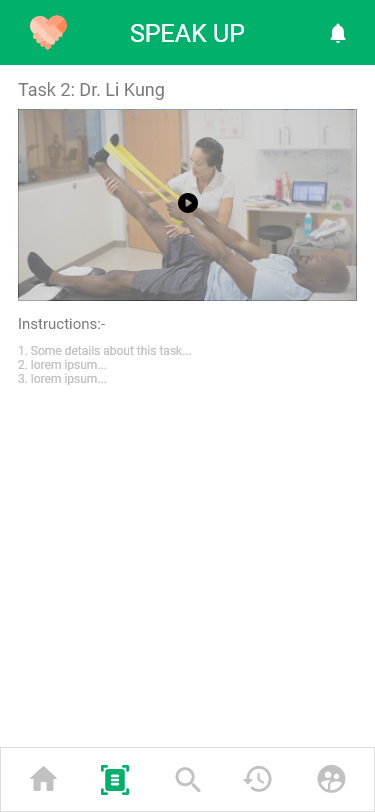 SPEAK UP
Task 2: Dr. Li Kung
Instructions:-
1. Some details about this task...
2. lorem ipsum...
3. lorem ipsum...